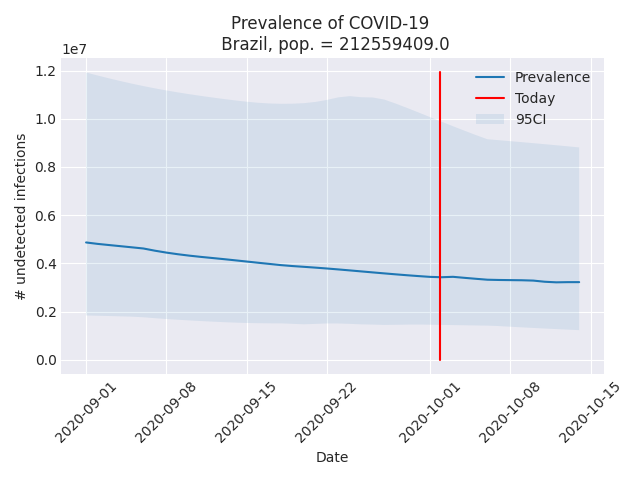 Prevalence of COVID-19
Brazil, pop. = 212559409.0
1e7
1.2
1.0
0.8
0.6
0.4
0.2
0.0
# undetected infections
Prevalence
Today
95CI
2020-09-01
2020-09-08
2020-09-15
2020-09-22
2020-10-01
2020-10-08
2020-10-15
Date